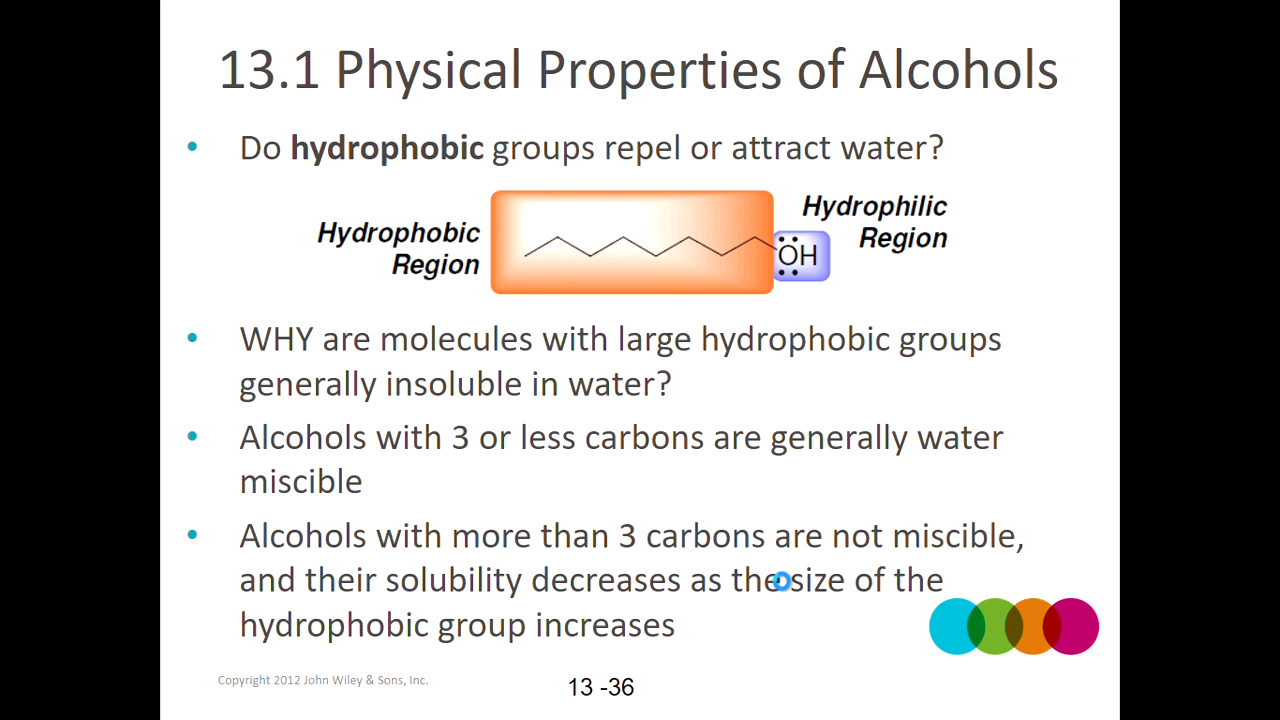 13.1 Physical Properties of Alcohols
• Do hydrophobic groups repel or attract water?
Hydrophobic
Region
Hydrophilic
Region
OH
• WHY are molecules with large hydrophobic groups
generally insoluble in water?
• Alcohols with 3 or less carbons are generally water
miscible
• Alcohols with more than 3 carbons are not miscible,
and their solubility decreases as the size of the
hydrophobic group increases
Copyright 2012 John Wiley & Sons, Inc.
13 -36